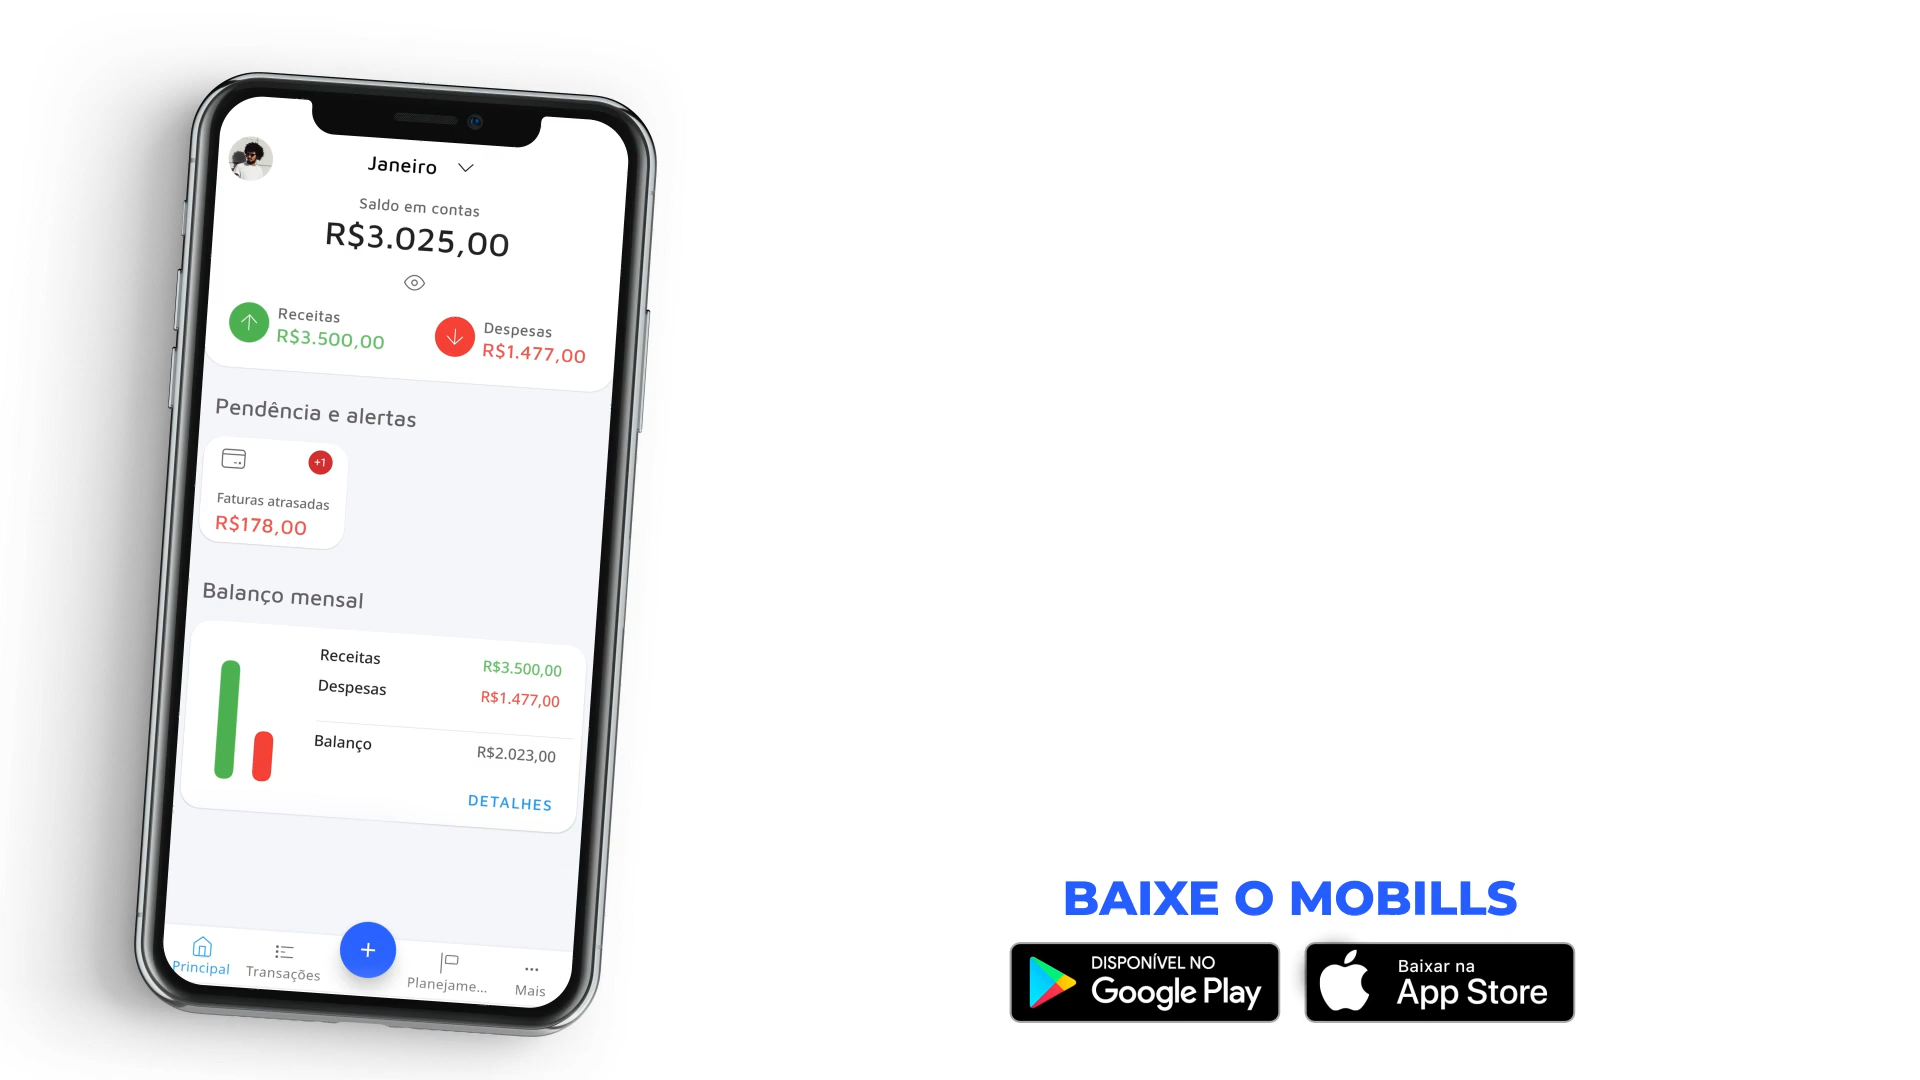 Janeiro
Saldo em contas
R$3.025,00
Receitas
R$3.500,00
Despesas
R$1.477,00
Pendência e alertas
+1
Faturas atrasadas
R$178,00
Balanço mensal
Receitas R$3.500,00
Despesas R$1.477,00
Balanço R$2.023,00
DETALHES
Principal
Transações
+
Planejame...
Mais
BAIXE O MOBILLS
DISPONÍVEL NO
Google Play
Baixar na
App Store